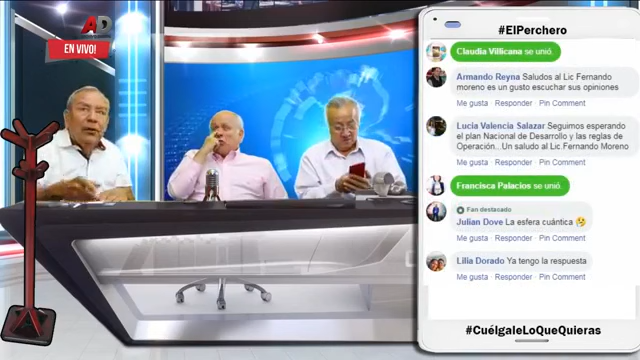 AD
EN VIVO!
#ElPerchero
Claudia Villicana se unió.
Armando Reyna Saludos al Lic Fernando
moreno es un gusto escuchar sus
opiniones
Me gusta · Responder · Pin Comment
Lucia Valencia Salazar Seguimos esperando
el plan Nacional de Desarrollo y las reglas de
Operación...Un saludo al Lic Fernando Moreno
Me gusta · Responder · Pin Comment
Francisca Palacios se unió.
Fan destacado
Julian Dove La esfera cuántica 🤔
Me gusta · Responder · Pin Comment
Lilia Dorado Ya tengo la respuesta
Me gusta · Responder · Pin Comment
#CuélgaleLoQueQuieras